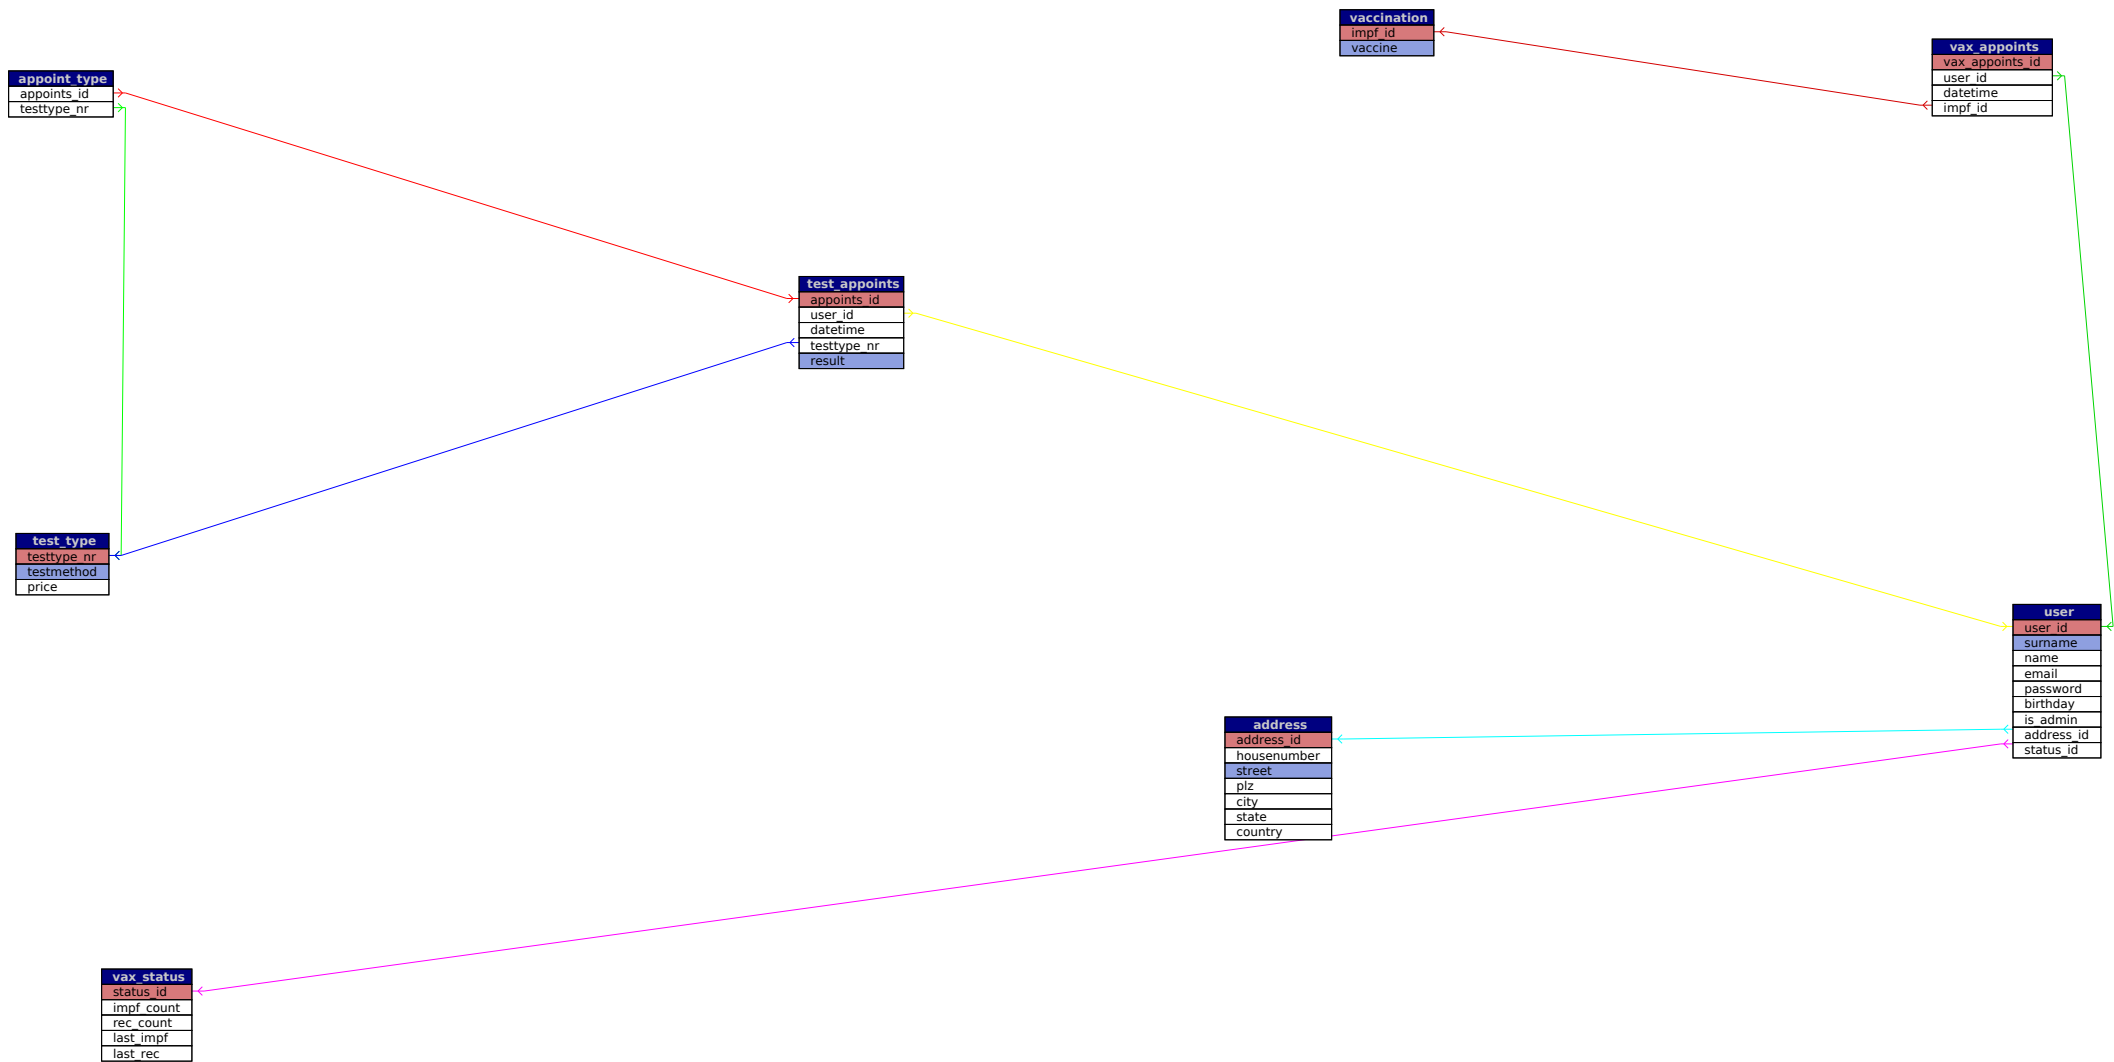 vaccination
impf_id
vaccine
vax_appoints
vax_appoints_id
user_id
datetime
impf_id
appoint_type
appoints_id
testtype_nr
test_appoints
appoints_id
user_id
datetime
testtype_nr
result
test_type
testtype_nr
testmethod
price
user
user_id
surname
name
email
password
birthday
is_admin
address_id
status_id
address
address_id
housenumber
street
plz
city
state
country
vax_status
status_id
impf_count
rec_count
last_impf
last_rec